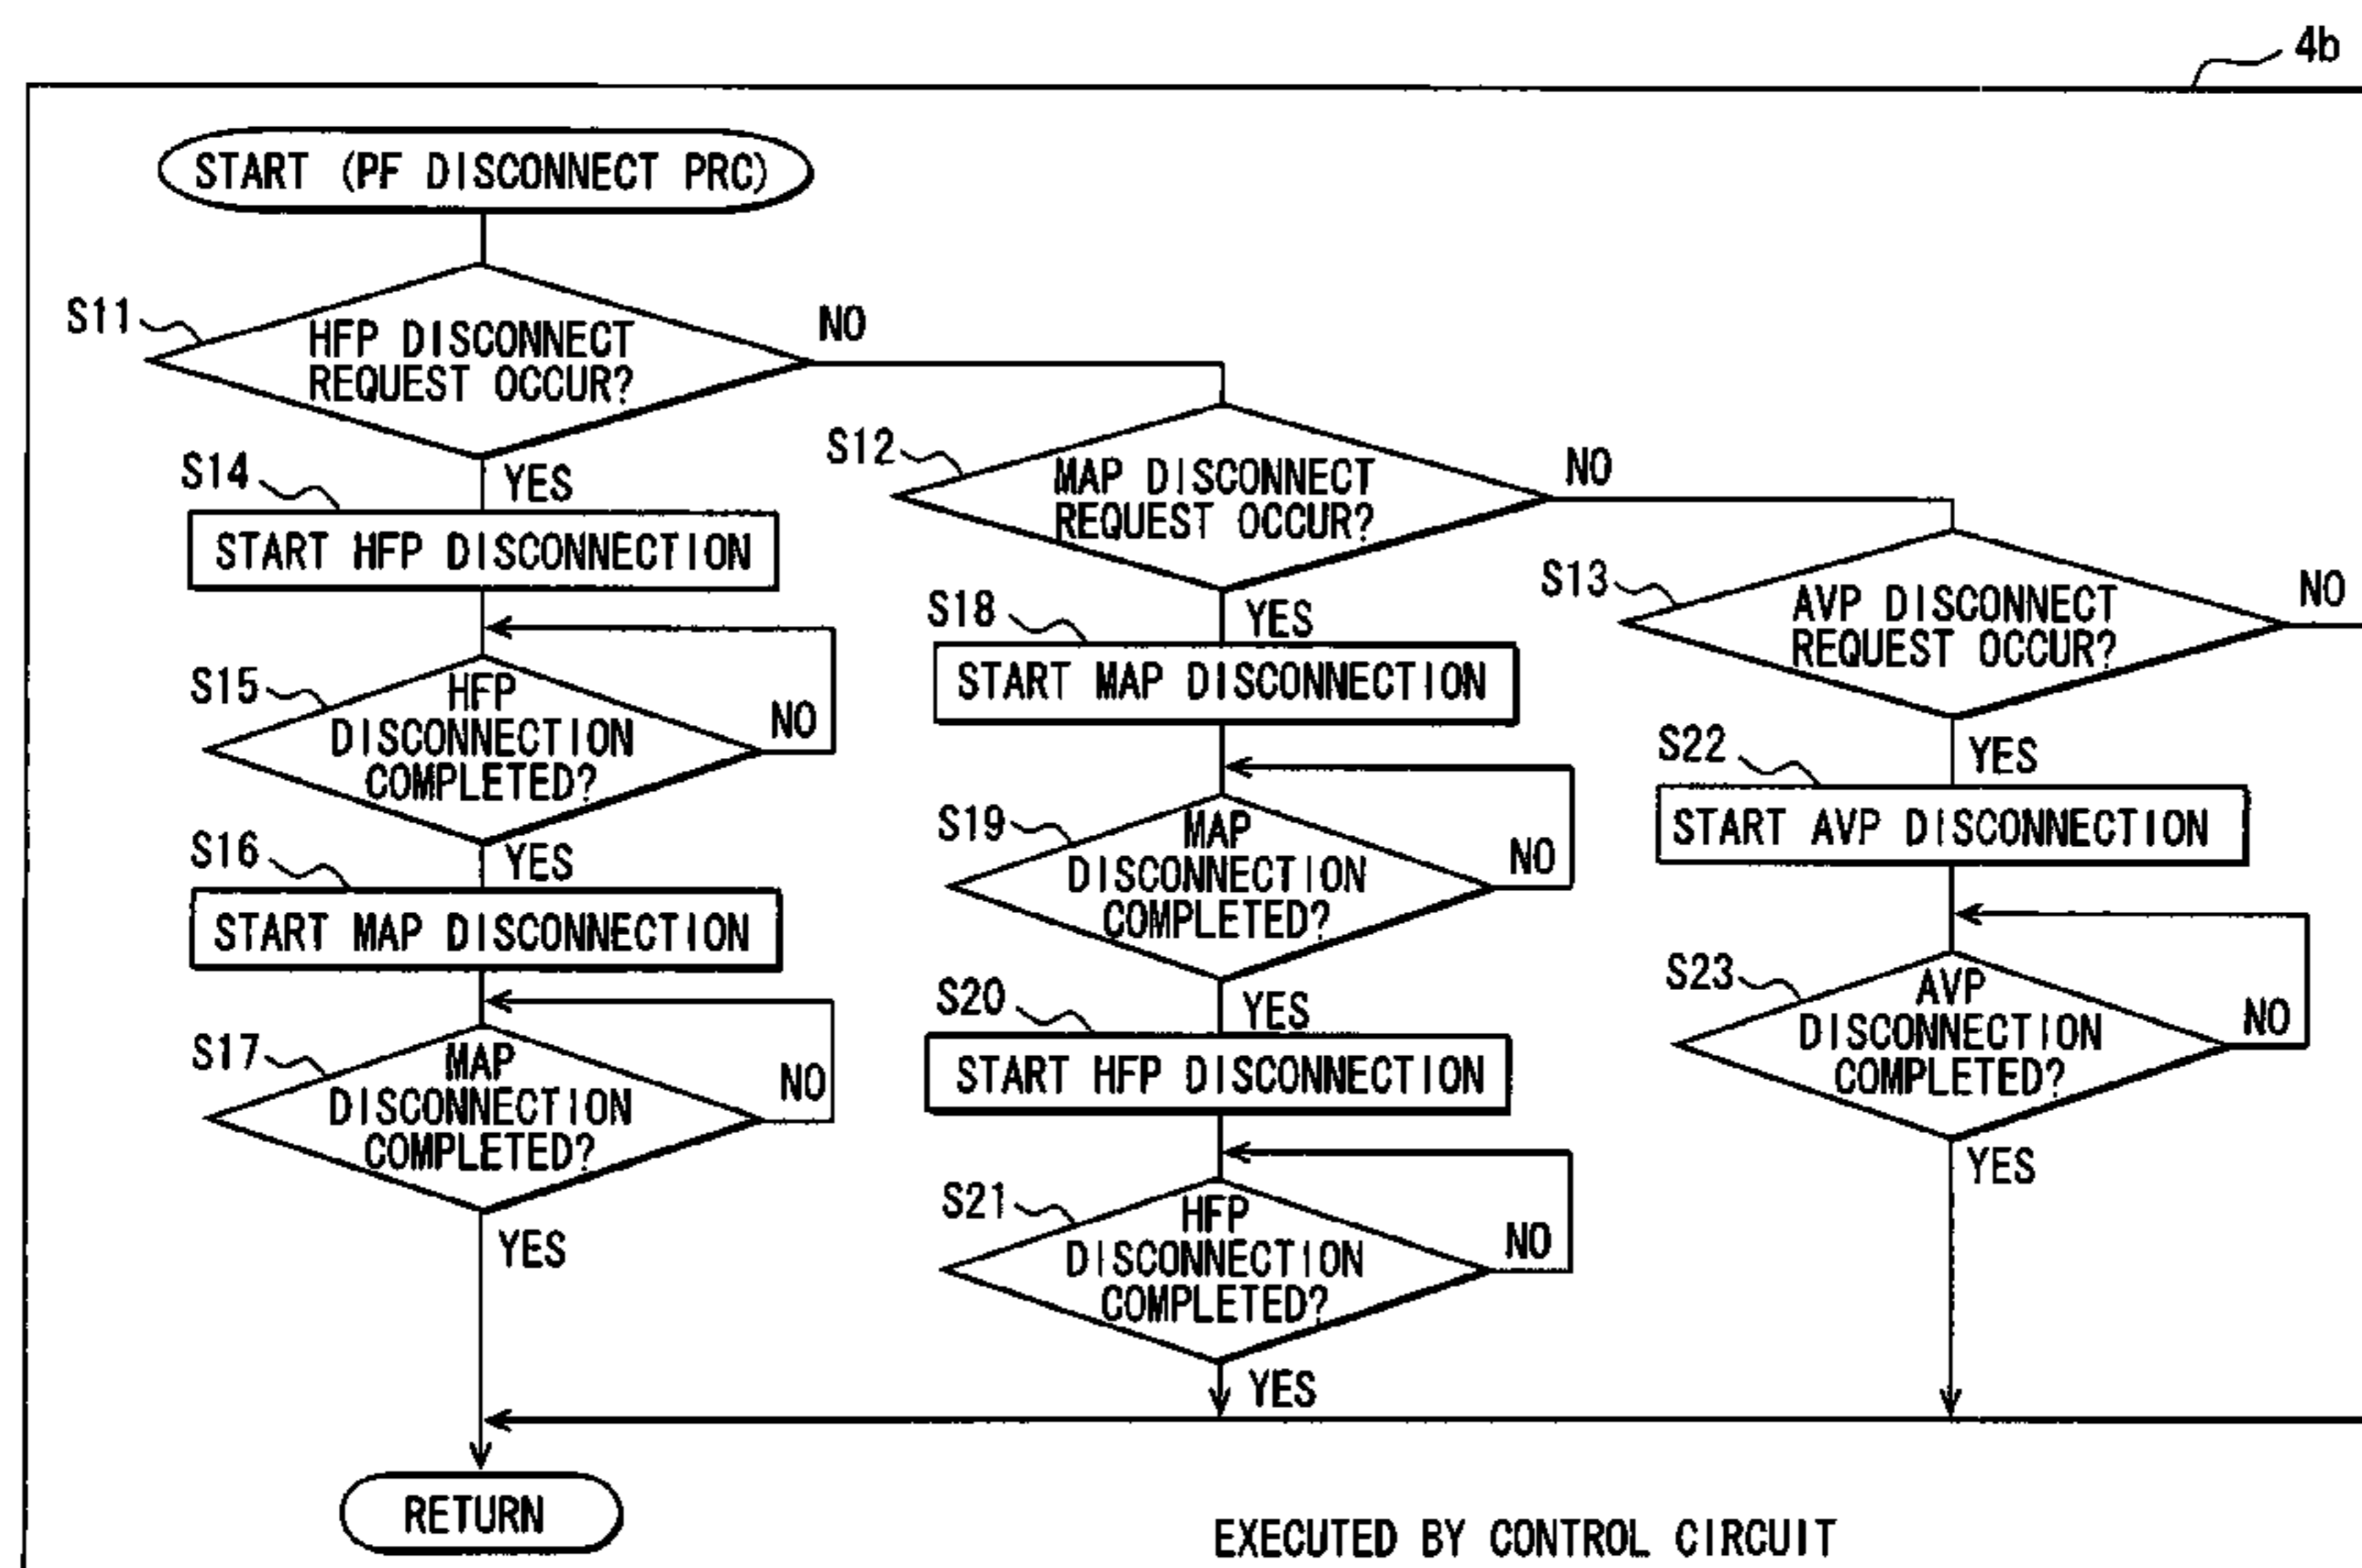 4b
START (PF DISCONNECT PRC)
S11
HFP DISCONNECT
REQUEST OCCUR?
NO
YES
S12
MAP DISCONNECT
REQUEST OCCUR?
NO
YES
S13
AVP DISCONNECT
REQUEST OCCUR?
NO
YES
S14
START HFP DISCONNECTION
S15
HFP
DISCONNECTION
COMPLETED?
NO
YES
S16
START MAP DISCONNECTION
S17
MAP
DISCONNECTION
COMPLETED?
NO
YES
S18
START MAP DISCONNECTION
S19
MAP
DISCONNECTION
COMPLETED?
NO
YES
S20
START HFP DISCONNECTION
S21
HFP
DISCONNECTION
COMPLETED?
NO
YES
S22
START AVP DISCONNECTION
S23
AVP
DISCONNECTION
COMPLETED?
NO
YES
RETURN
EXECUTED BY CONTROL CIRCUIT